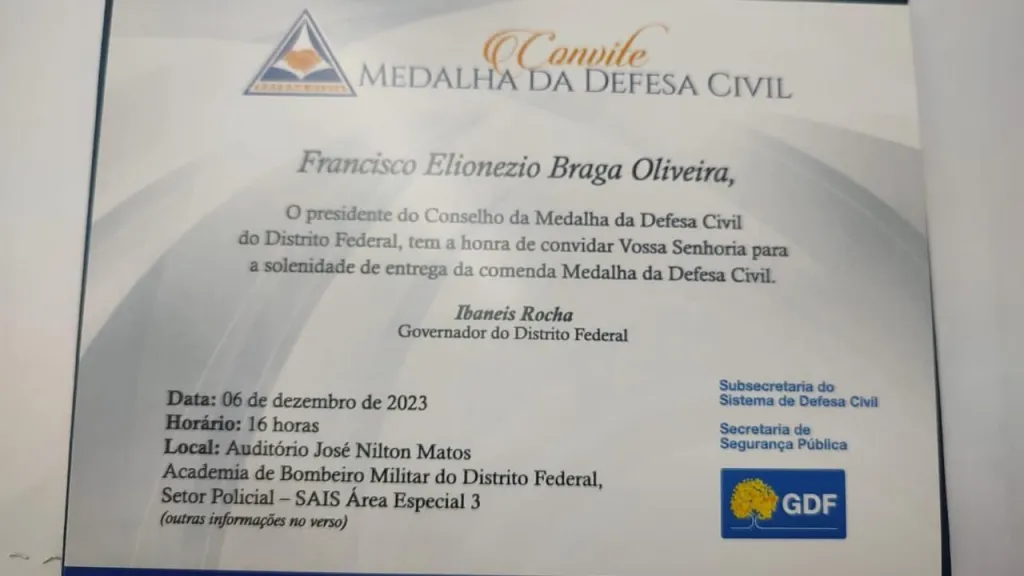 Convite
MEDALHA DA DEFESA CIVIL
Francisco Elionezio Braga Oliveira,
O presidente do Conselho da Medalha da Defesa Civil
do Distrito Federal, tem a honra de convidar Vossa Senhoria para
a solenidade de entrega da comenda Medalha da Defesa Civil.
Ibaneis Rocha
Governador do Distrito Federal
Data: 06 de dezembro de 2023
Horário: 16 horas
Local: Auditório José Nilton Matos
Academia de Bombeiro Militar do Distrito Federal,
Setor Policial – SAIS Área Especial 3
(outras informações no verso)
Subsecretaria do
Sistema de Defesa Civil
Secretaria de
Segurança Pública
GDF